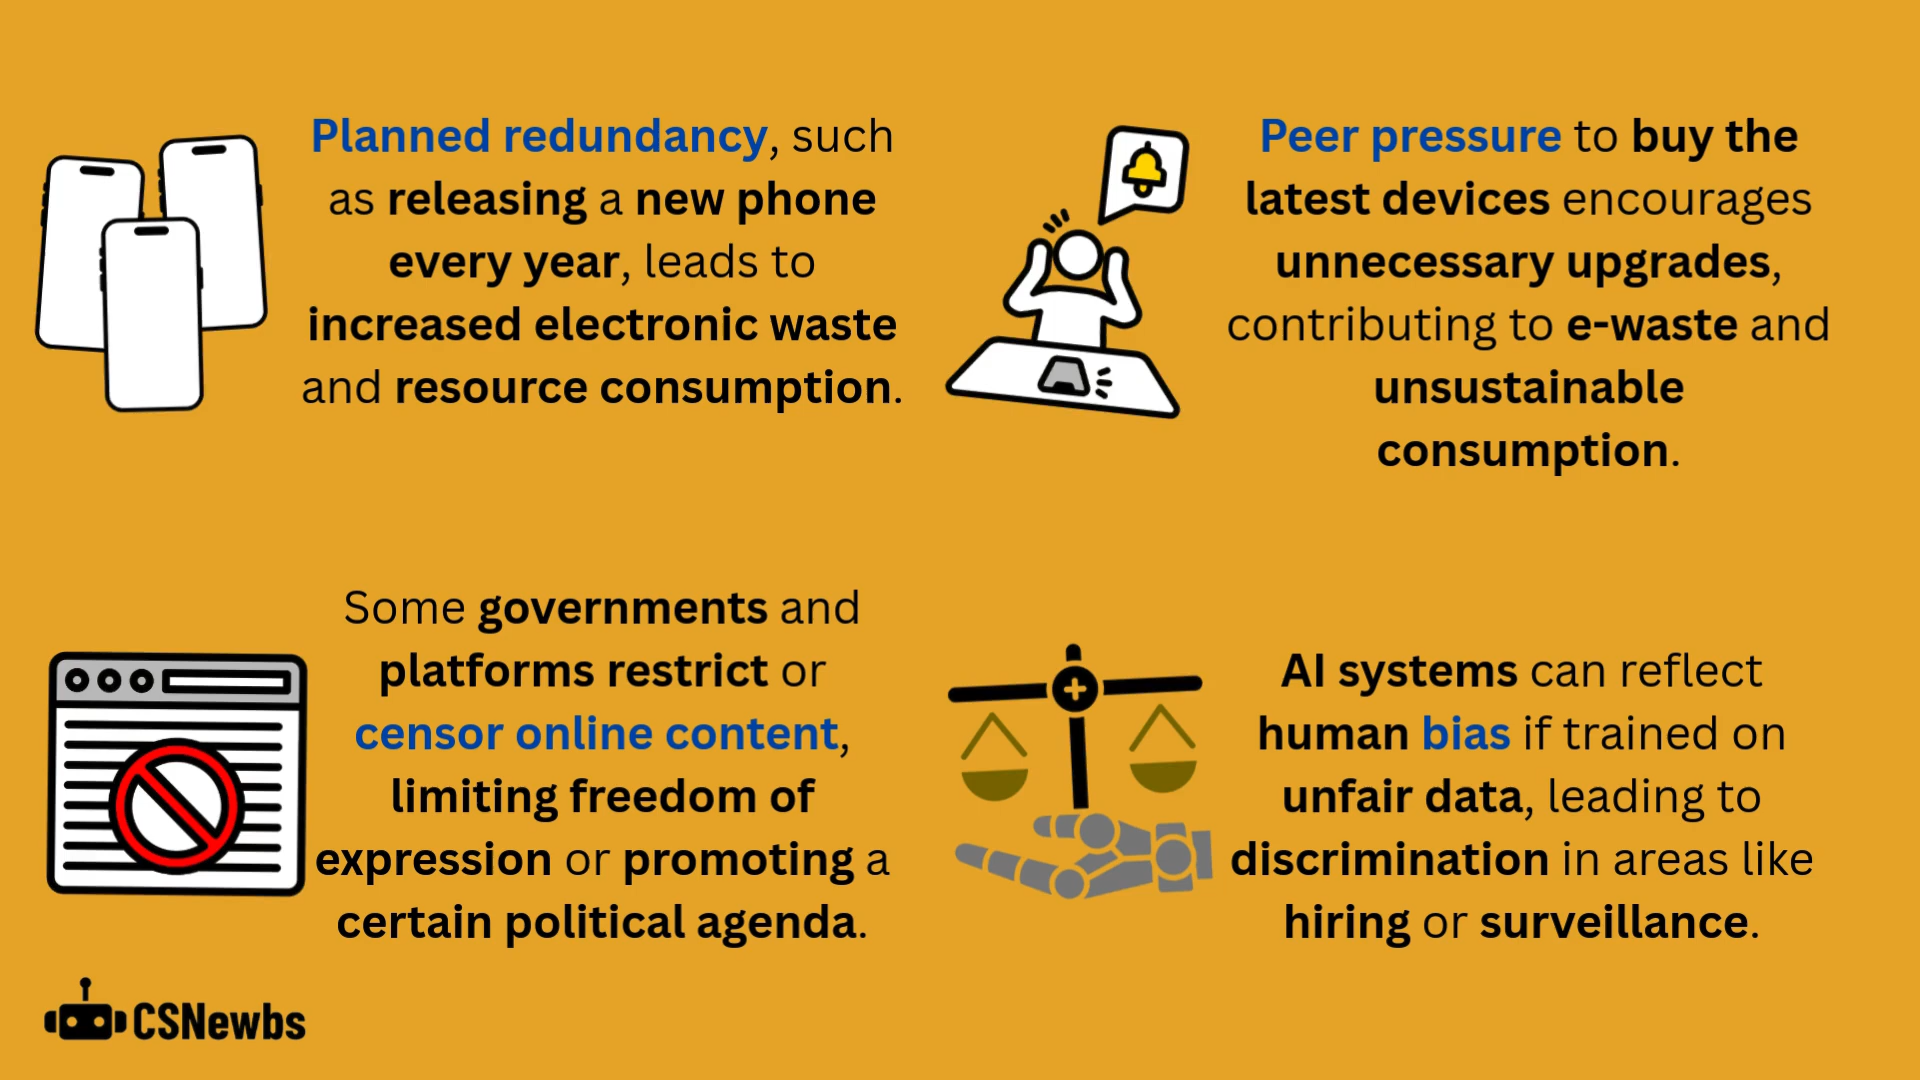 Planned redundancy, such
as releasing a new phone
every year, leads to
increased electronic waste
and resource consumption.
Peer pressure to buy the
latest devices encourages
unnecessary upgrades,
contributing to e-waste and
unsustainable
consumption.
Some governments and
platforms restrict or
censor online content,
limiting freedom of
expression or promoting a
certain political agenda.
AI systems can reflect
human bias if trained on
unfair data, leading to
discrimination in areas like
hiring or surveillance.
CSNewbs